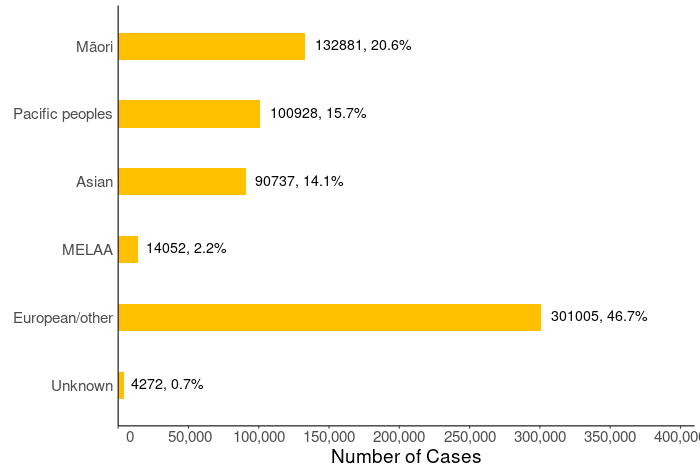 Māori
132881, 20.6%
Pacific peoples
100928, 15.7%
Asian
90737, 14.1%
MELAA
14052, 2.2%
European/other
301005, 46.7%
Unknown
4272, 0.7%
0 50,000 100,000 150,000 200,000 250,000 300,000 350,000 400,00
Number of Cases